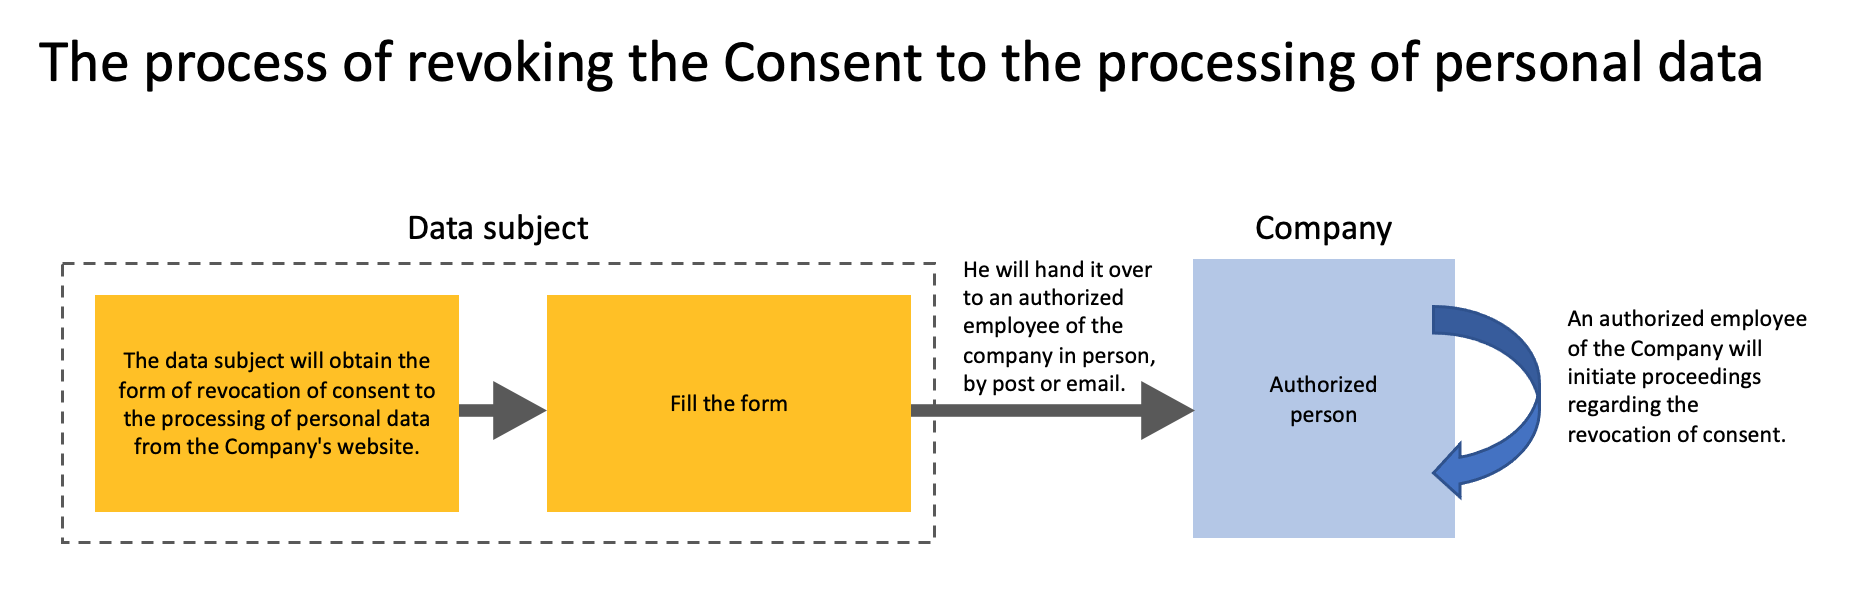 The process of revoking the Consent to the processing of personal data
Data subject
The data subject will obtain the
form of revocation of consent to
the processing of personal data
from the Company's website.
Fill the form
He will hand it over
to an authorized
employee of the
company in person,
by post or email.
Company
Authorized
person
An authorized employee
of the Company will
initiate proceedings
regarding the
revocation of consent.